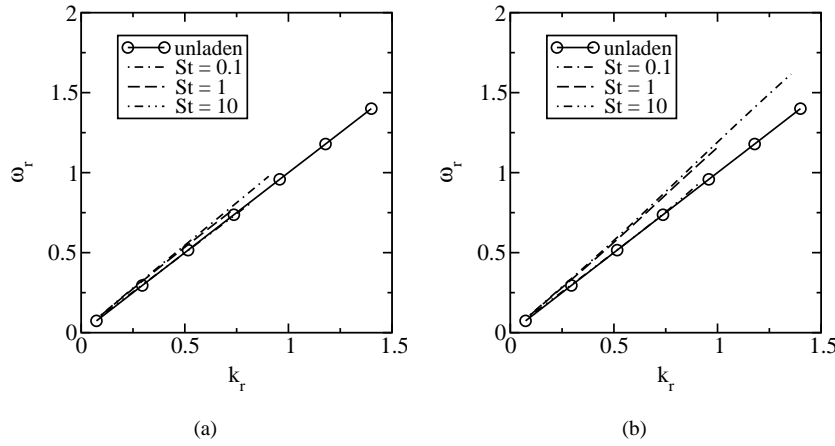 2
1.5
1
0.5
0
0
0.5
1
1.5
ω_r
k_r
unladen
St = 0.1
St = 1
St = 10
(a)
2
1.5
1
0.5
0
0
0.5
1
1.5
ω_r
k_r
unladen
St = 0.1
St = 1
St = 10
(b)